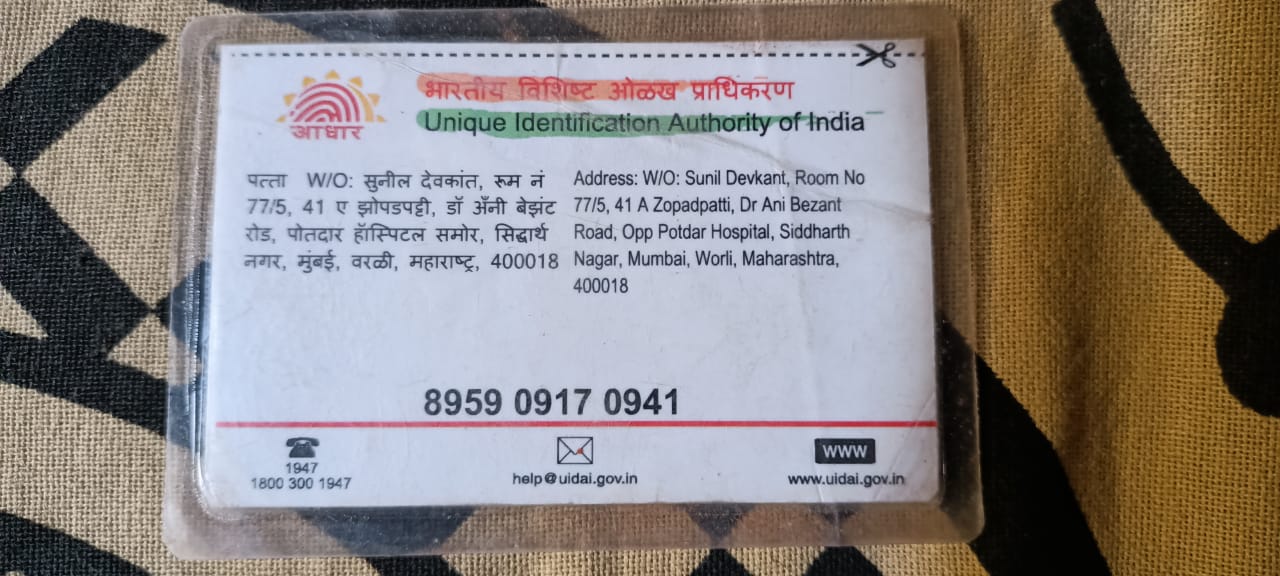 भारतीय विशिष्ट ओळख प्राधिकरण
Unique Identification Authority of India
आधार
पत्ता W/O: सुनील देवकांत, रूम नं
77/5, 41 ए झोपडपट्टी, डॉ अ‍ॅनी बेझंट
रोड, पोतदार हॉस्पिटल समोर, सिद्धार्थ
नगर, मुंबई, वरळी, महाराष्ट्र, 400018
Address: W/O: Sunil Devkant, Room No
77/5, 41 A Zopadpatti, Dr Ani Bezant
Road, Opp Potdar Hospital, Siddharth
Nagar, Mumbai, Worli, Maharashtra,
400018
8959 0917 0941
1947
1800 300 1947
help@uidai.gov.in
www
www.uidai.gov.in